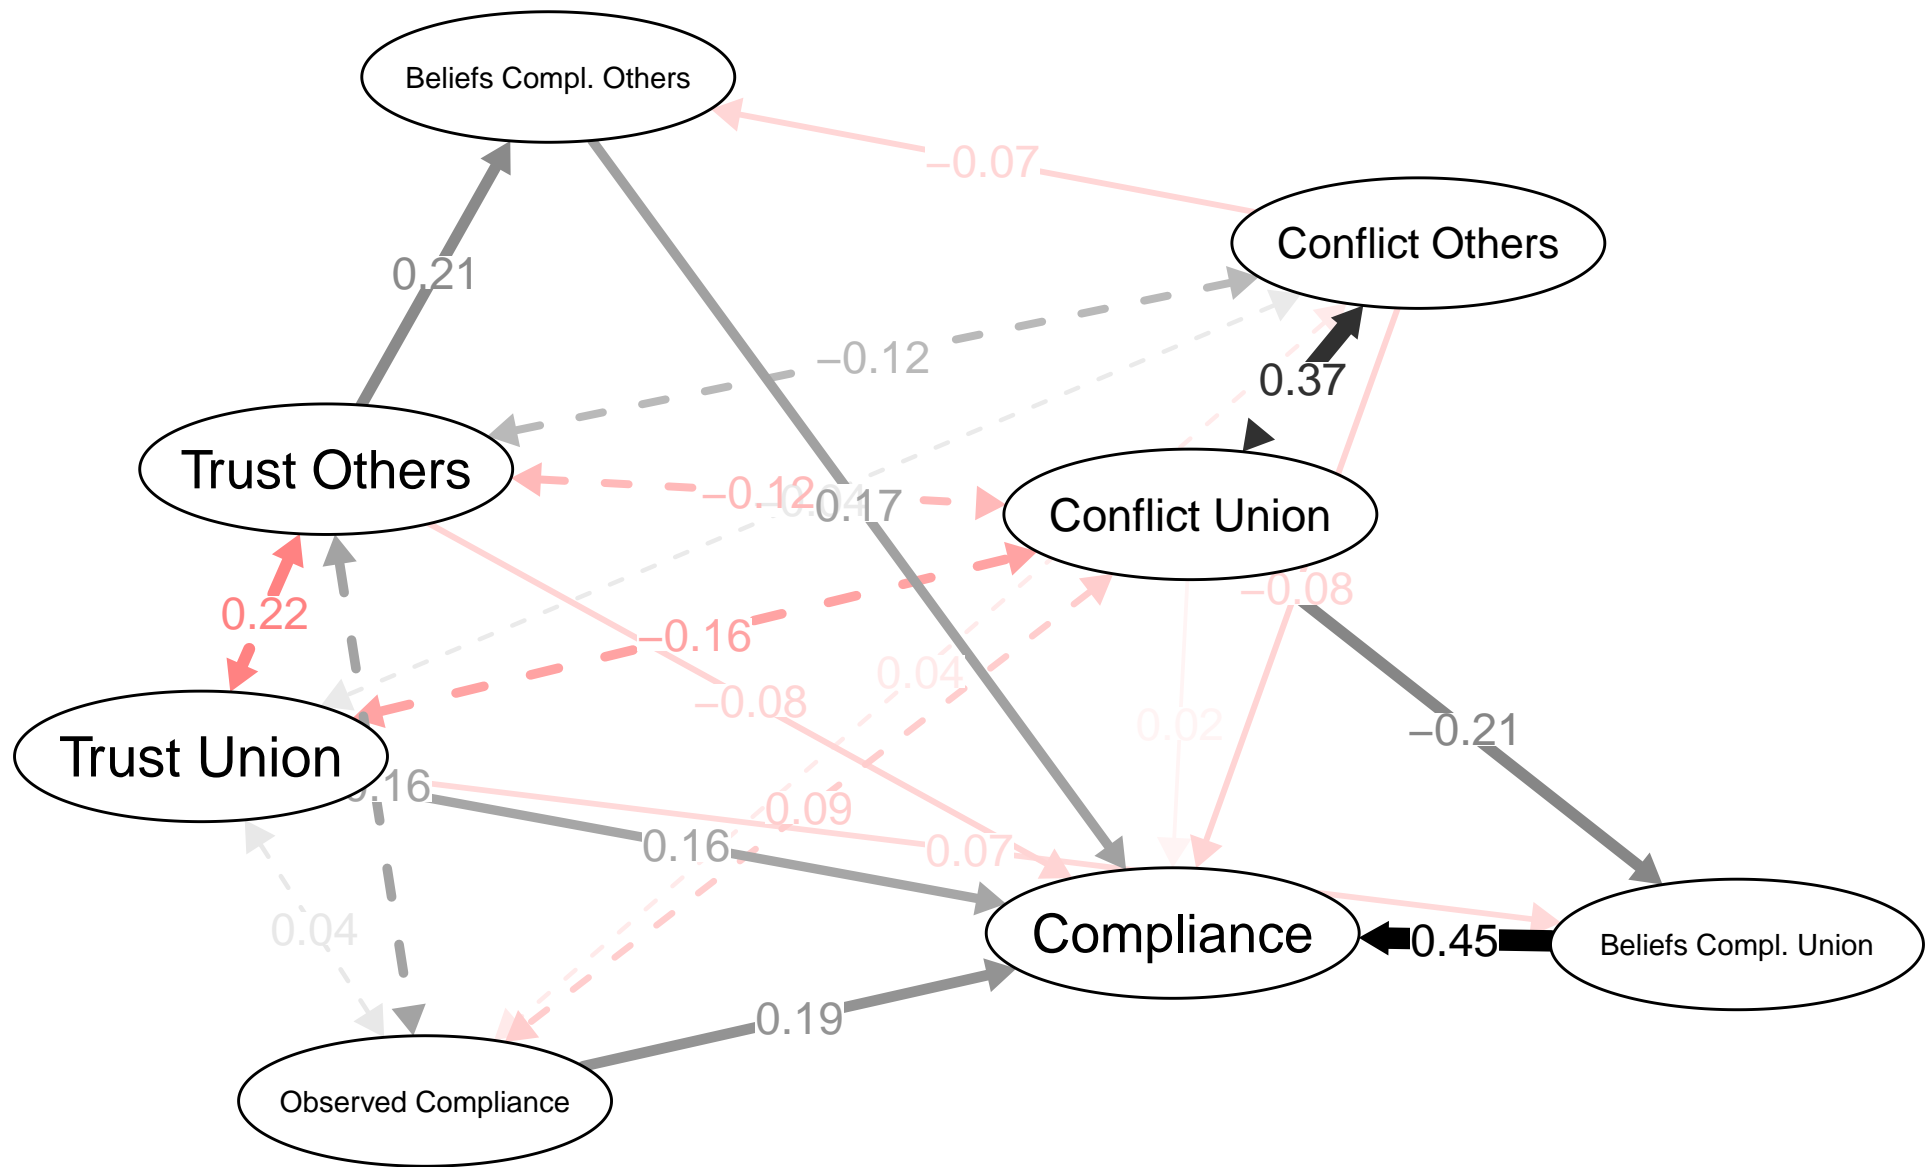 Beliefs Compl. Others
−0.07
Conflict Others
0.21
−0.12
0.37
Trust Others
−0.12
−0.04
0.17
Conflict Union
−0.08
0.22
−0.16
0.04
−0.08
0.02
−0.21
Trust Union
0.16
0.09
0.16
0.07
0.04
Compliance
0.45
Beliefs Compl. Union
0.19
Observed Compliance